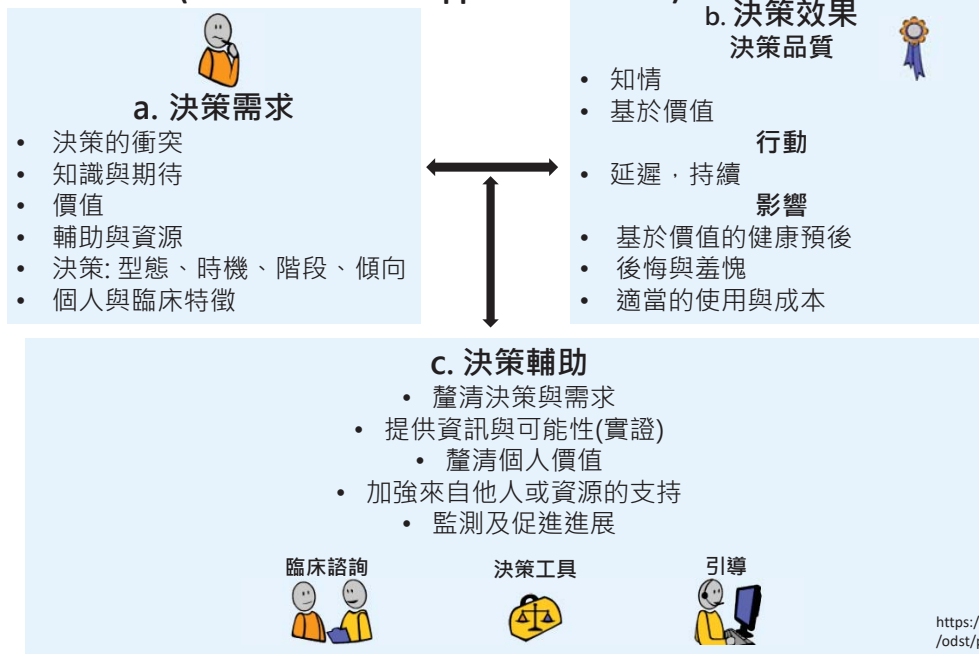 a. 決策需求
• 決策的衝突
• 知識與期待
• 價值
• 輔助與資源
• 決策: 型態、時機、階段、傾向
• 個人與臨床特徵
b. 決策效果
決策品質
• 知情
• 基於價值
行動
• 延遲，持續
影響
• 基於價值的健康預後
• 後悔與羞愧
• 適當的使用與成本
c. 決策輔助
• 釐清決策與需求
• 提供資訊與可能性(實證)
• 釐清個人價值
• 加強來自他人或資源的支持
• 監測及促進進展
臨床諮詢
決策工具
引導
https:/
/odst/p